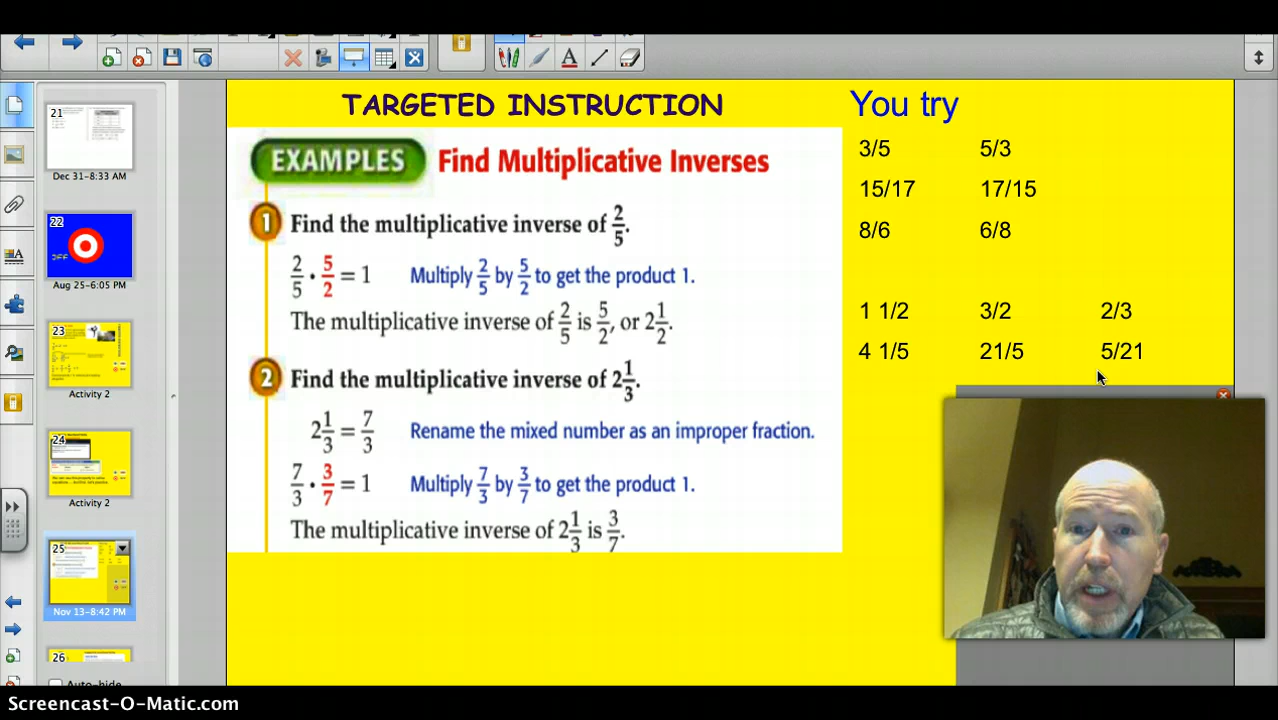 21
Dec 31-8:33 AM
22
OFF
Aug 25-6:05 PM
23
Activity 2
24
Activity 2
25
Nov 13-8:42 PM
26
Auto-hide
TARGETED INSTRUCTION
EXAMPLES Find Multiplicative Inverses
1 Find the multiplicative inverse of 2/5.
2/5 · 5/2 = 1 Multiply 2/5 by 5/2 to get the product 1.
The multiplicative inverse of 2/5 is 5/2, or 2 1/2.
2 Find the multiplicative inverse of 2 1/3.
2 1/3 = 7/3 Rename the mixed number as an improper fraction.
7/3 · 3/7 = 1 Multiply 7/3 by 3/7 to get the product 1.
The multiplicative inverse of 2 1/3 is 3/7.
You try
3/5 5/3
15/17 17/15
8/6 6/8
1 1/2 3/2 2/3
4 1/5 21/5 5/21
Screencast-O-Matic.com